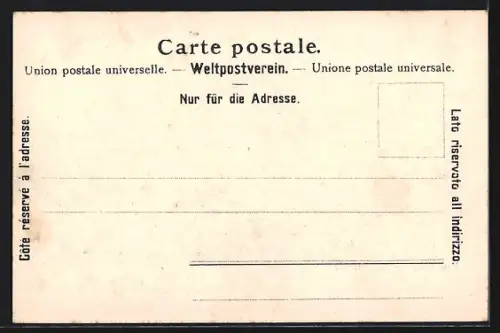 Carte postale.
Union postale universelle. — Weltpostverein. — Unione postale universale.
Nur für die Adresse.
Côté réservé à l'adresse.
Lato riservato all indirizzo.